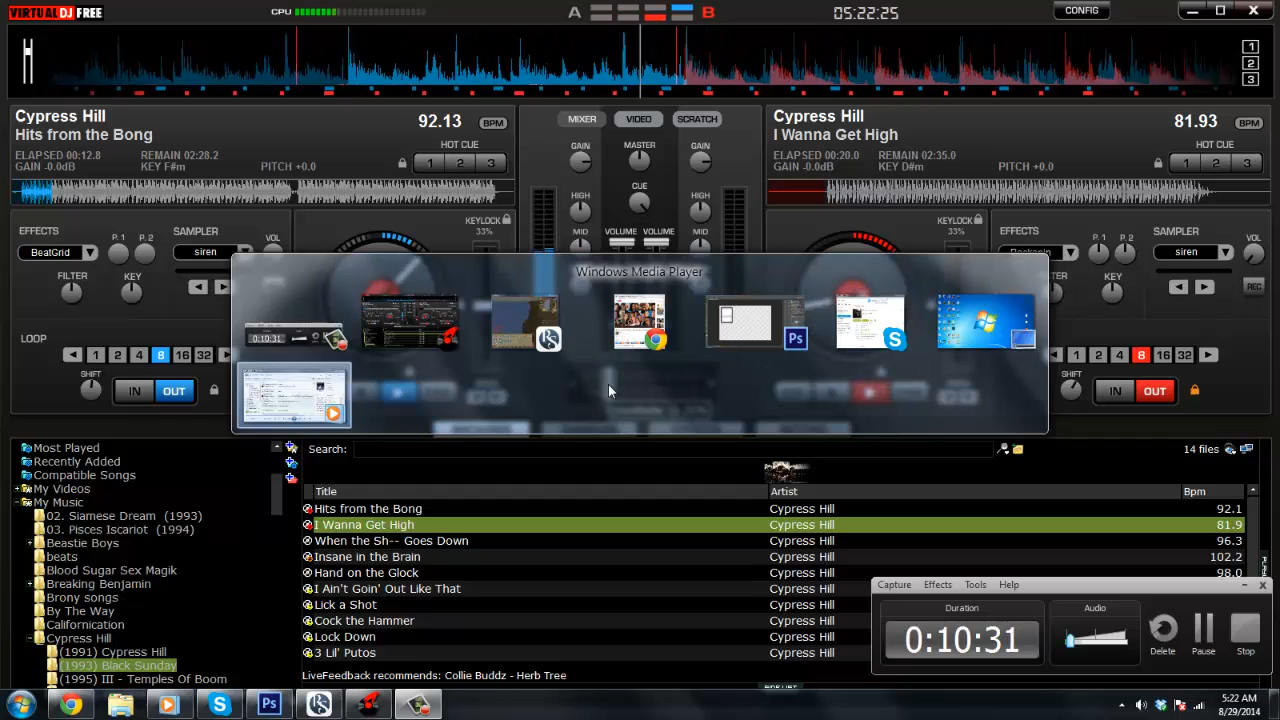 VIRTUAL DJ FREE
CPU
A
B
05:22:25
CONFIG
1
2
3
Cypress Hill
Hits from the Bong
92.13 BPM
ELAPSED 00:12.8 REMAIN 02:28.2
GAIN -0.0dB KEY F#m PITCH +0.0
HOT CUE
1 2 3
MIXER VIDEO SCRATCH
GAIN MASTER GAIN
CUE
HIGH HIGH
MID MID
VOLUME VOLUME
Cypress Hill
I Wanna Get High
81.93 BPM
ELAPSED 00:20.0 REMAIN 02:35.0
GAIN -0.0dB KEY D#m PITCH +0.0
HOT CUE
1 2 3
EFFECTS P. 1 P. 2 SAMPLER
BeatGrid siren VOL
FILTER KEY
KEYLOCK
33%
LOOP
1 2 4 8 16 32
SHIFT IN OUT
KEYLOCK
33%
EFFECTS P. 1 P. 2 SAMPLER VOL
siren
KEY REC
1 2 4 8 16 32
SHIFT
IN OUT
Windows Media Player
0:10:31
Ps
S
Most Played
Recently Added
Compatible Songs
My Videos
My Music
02. Siamese Dream (1993)
03. Pisces Iscariot (1994)
Beastie Boys
beats
Blood Sugar Sex Magik
Breaking Benjamin
Brony songs
By The Way
Californication
Cypress Hill
(1991) Cypress Hill
(1993) Black Sunday
(1995) III - Temples Of Boom
Search: 14 files
Title Artist Bpm
Hits from the Bong Cypress Hill 92.1
I Wanna Get High Cypress Hill 81.9
When the Sh-- Goes Down Cypress Hill 96.3
Insane in the Brain Cypress Hill 102.2
Hand on the Glock Cypress Hill 98.0
I Ain't Goin' Out Like That Cypress Hill
Lick a Shot Cypress Hill
Cock the Hammer Cypress Hill
Lock Down Cypress Hill
3 Lil' Putos Cypress Hill
LiveFeedback recommends: Collie Buddz - Herb Tree
Capture Effects Tools Help
Duration
0:10:31
Audio
Delete Pause Stop
S
Ps
5:22 AM
8/29/2014